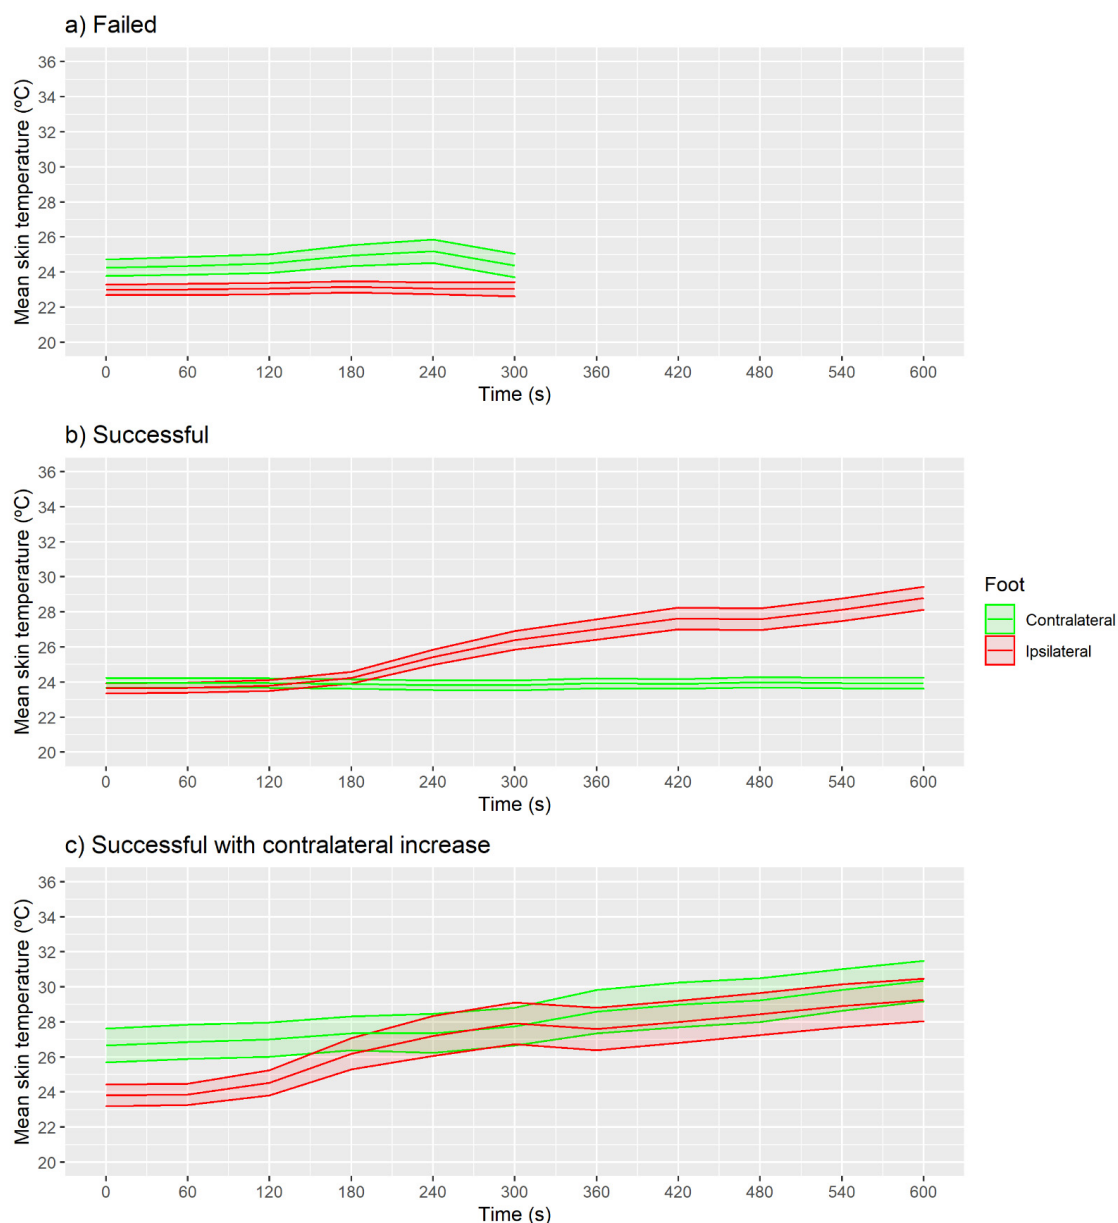 a) Failed
Mean skin temperature (ºC)
36
34
32
30
28
26
24
22
20
0 60 120 180 240 300 360 420 480 540 600
Time (s)
b) Successful
Mean skin temperature (ºC)
36
34
32
30
28
26
24
22
20
0 60 120 180 240 300 360 420 480 540 600
Time (s)
Foot
Contralateral
Ipsilateral
c) Successful with contralateral increase
Mean skin temperature (ºC)
36
34
32
30
28
26
24
22
20
0 60 120 180 240 300 360 420 480 540 600
Time (s)